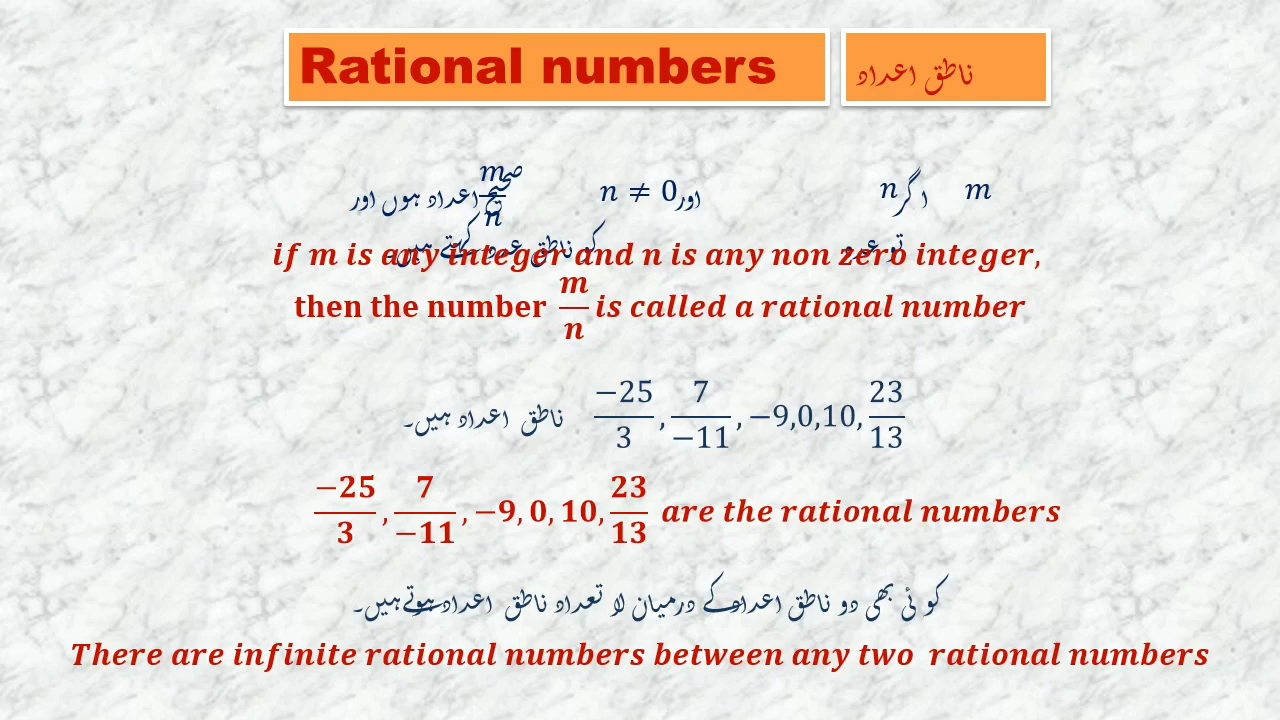 Rational numbers ناطق اعداد
m اگر n اور n ≠ 0 صحیح اعداد ہوں اور
تو عدد m/n کو ناطق عدد کہتے ہیں۔
if m is any integer and n is any non zero integer,
then the number m/n is called a rational number
−25/3 , 7/−11 , −9,0,10, 23/13 ناطق اعداد ہیں۔
−25/3 , 7/−11 , −9, 0, 10, 23/13 are the rational numbers
کوئی بھی دو ناطق اعدادکے درمیان لا تعداد ناطق اعداد ہوتےہیں۔
There are infinite rational numbers between any two rational numbers